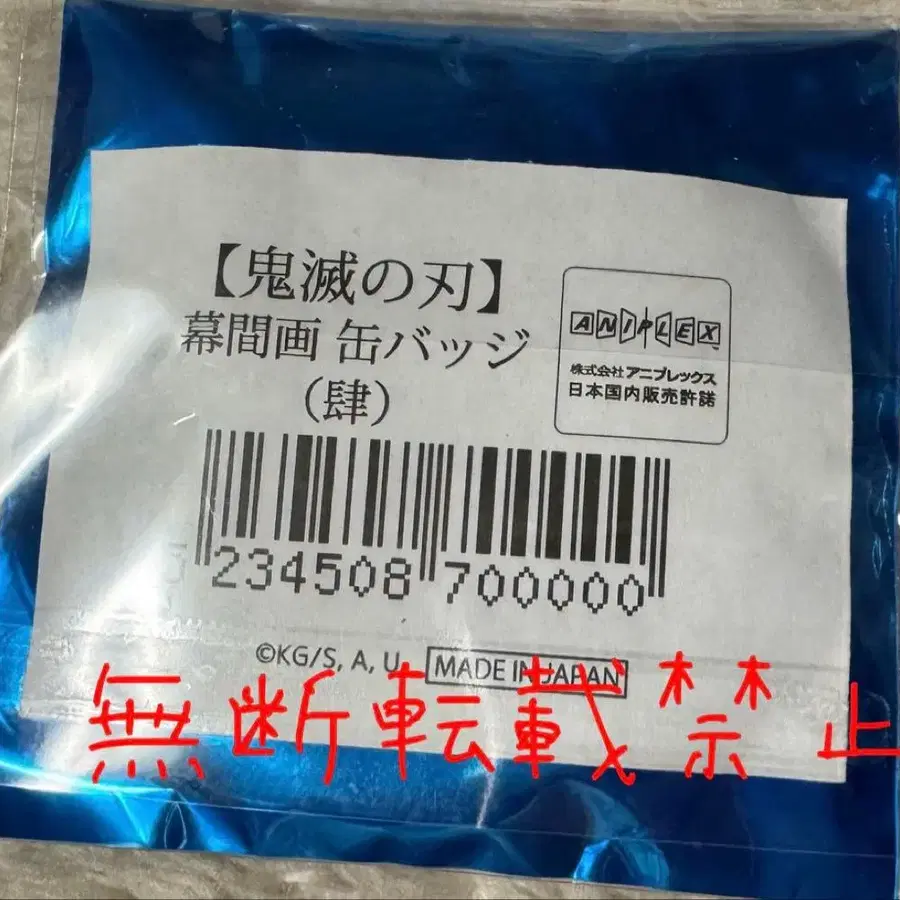 【鬼滅の刃】
幕間画 缶バッジ
(肆)
ANIPLEX
株式会社アニプレックス
日本国内販売許諾
234508 700000
©KG/S, A, U
MADE IN JAPAN
無断転載禁止